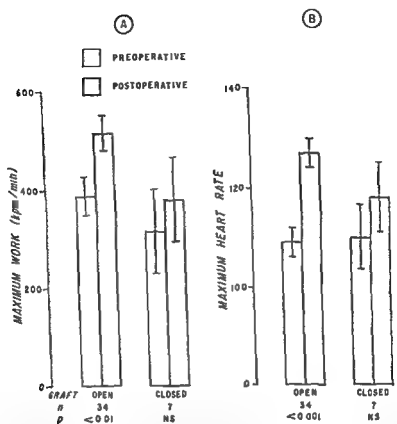 A
B
PREOPERATIVE
POSTOPERATIVE
600
400
200
0
MAXIMUM WORK (kpm/min)
140
120
100
0
MAXIMUM HEART RATE
GRAFT OPEN CLOSED
n 34 7
p <0.01 NS
OPEN CLOSED
34 7
<0.001 NS